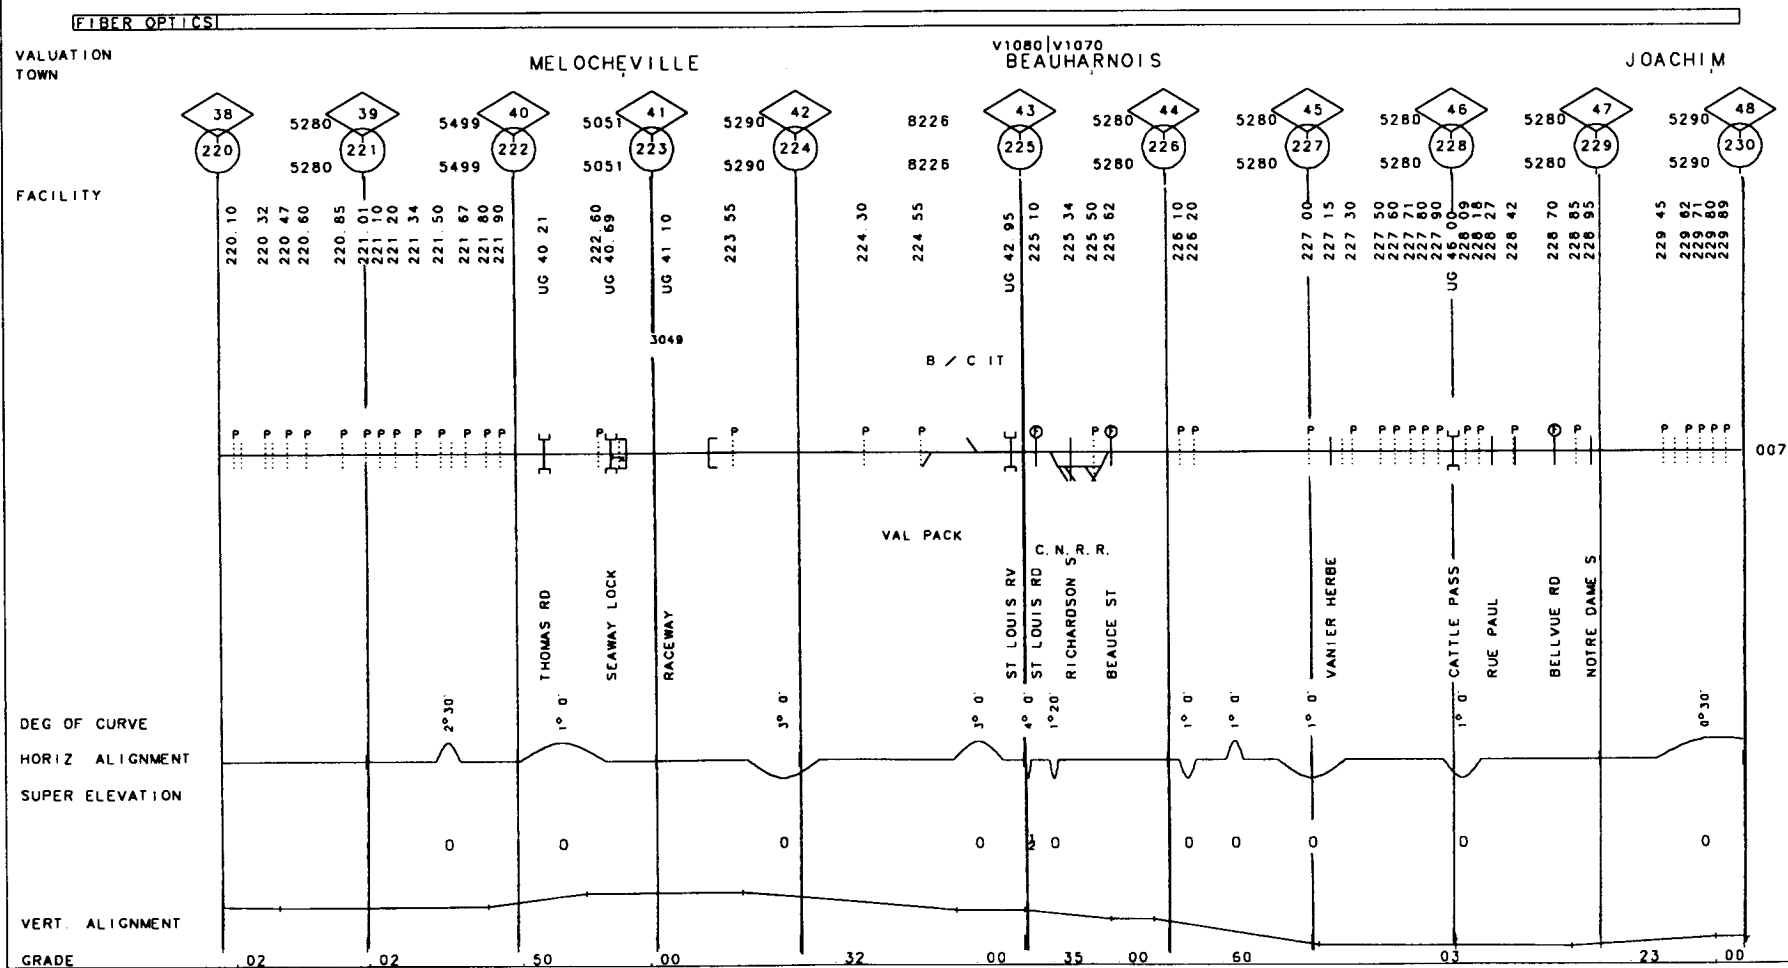 FIBER OPTICS
VALUATION V1080 V1070
TOWN MELOCHEVILLE BEAUHARNOIS JOACHIM
38 5280 39 5499 40 5051 41 5290 42 8226 43 5280 44 5280 45 5280 46 5280 47 5290 48
220 5280 221 5499 222 5051 223 5290 224 8226 225 5280 226 5280 227 5280 228 5280 229 5290 230
FACILITY
220.10
220 32
220 47
220.60
220.85
221.01
221 10
221 20
221 34
221.50
221 67
221 80
221 90
UG 40 21
222.60
UG 40.69
UG 41 10
223 55
224.30
224 55
UG 42 95
225 10
225 34
225 50
225 62
226 10
226 20
227 00
227 15
227 30
227 50
227 60
227 71
227 80
227 90
UG 46 00
228 09
228 18
228 27
228 42
228 70
228 85
228 95
229 45
229 62
229 71
229 80
229 89
3049
B / C IT
P P P P P P P P P P P P P P P P P P P P P P P P P P P P P P P P P P P P P P
007
VAL PACK
C.N.R.R.
THOMAS RD
SEAWAY LOCK
RACEWAY
ST LOUIS RV
ST LOUIS RD
RICHARDSON S
BEAUCE ST
VANIER HERBE
CATTLE PASS
RUE PAUL
BELLVUE RD
NOTRE DAME S
DEG OF CURVE 2°30' 1° 0' 3° 0' 3° 0' 4° 0' 1°20' 1° 0' 1° 0' 1° 0' 1° 0' 0°30'
HORIZ ALIGNMENT
SUPER ELEVATION
0 0 0 0 ½ 0 0 0 0 0 0
VERT. ALIGNMENT
GRADE .02 .02 .50 .00 32 00 35 00 60 03 23 00